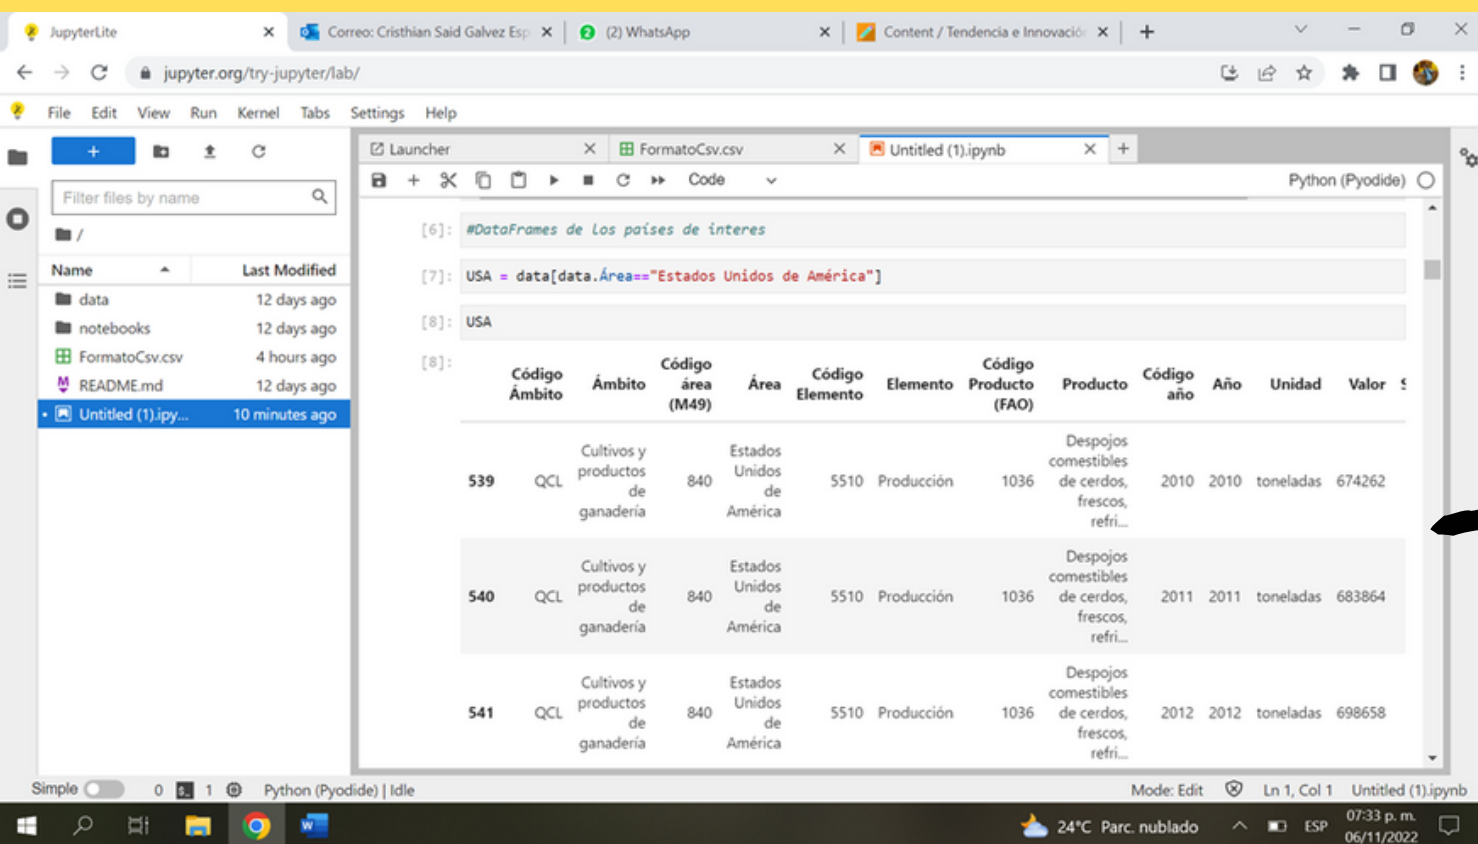 JupyterLite
Correo: Cristhian Said Galvez Esp
(2) WhatsApp
Content / Tendencia e Innovació
jupyter.org/try-jupyter/lab/
File Edit View Run Kernel Tabs Settings Help
Launcher
FormatoCsv.csv
Untitled (1).ipynb
Code
Python (Pyodide)
Filter files by name
/
Name Last Modified
data 12 days ago
notebooks 12 days ago
FormatoCsv.csv 4 hours ago
README.md 12 days ago
Untitled (1).ipy... 10 minutes ago
[6]: #DataFrames de los países de interes
[7]: USA = data[data.Área=="Estados Unidos de América"]
[8]: USA
[8]:
Código Ámbito Ámbito Código área (M49) Área Código Elemento Elemento Código Producto (FAO) Producto Código año Año Unidad Valor
539 QCL Cultivos y productos de ganadería 840 Estados Unidos de América 5510 Producción 1036 Despojos comestibles de cerdos, frescos, refri... 2010 2010 toneladas 674262
540 QCL Cultivos y productos de ganadería 840 Estados Unidos de América 5510 Producción 1036 Despojos comestibles de cerdos, frescos, refri... 2011 2011 toneladas 683864
541 QCL Cultivos y productos de ganadería 840 Estados Unidos de América 5510 Producción 1036 Despojos comestibles de cerdos, frescos, refri... 2012 2012 toneladas 698658
Simple 0 1 Python (Pyodide) | Idle Mode: Edit Ln 1, Col 1 Untitled (1).ipynb
24°C Parc. nublado ESP 07:33 p. m.
06/11/2022